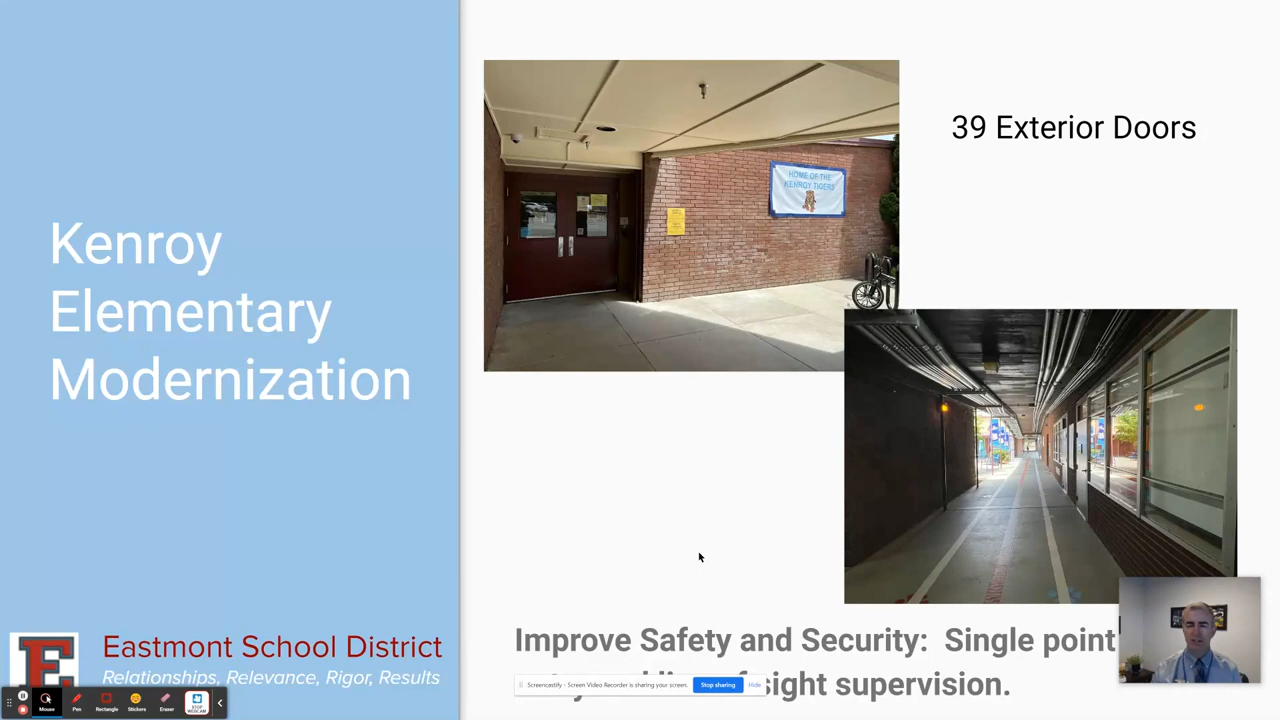 Kenroy
Elementary
Modernization
39 Exterior Doors
HOME OF THE
KENROY TIGERS
Improve Safety and Security:  Single point
sight supervision.
E
Eastmont School District
Relationships, Relevance, Rigor, Results
Screencastify - Screen Video Recorder is sharing your screen.
Stop sharing
Hide
Mouse
Pen
Rectangle
Stickers
Eraser
STOP
WEBCAM